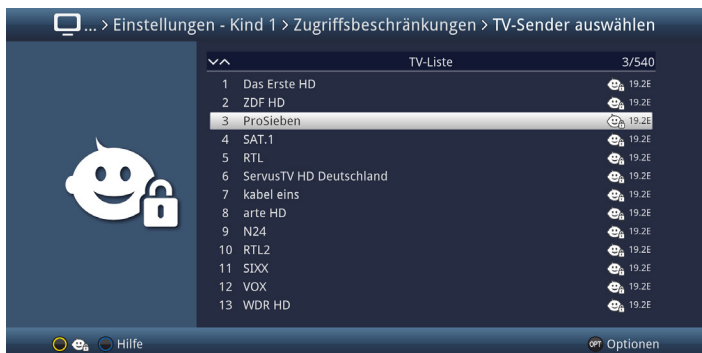 ... > Einstellungen - Kind 1 > Zugriffsbeschränkungen > TV-Sender auswählen
TV-Liste 3/540
1 Das Erste HD 19.2E
2 ZDF HD 19.2E
3 ProSieben 19.2E
4 SAT.1 19.2E
5 RTL 19.2E
6 ServusTV HD Deutschland 19.2E
7 kabel eins 19.2E
8 arte HD 19.2E
9 N24 19.2E
10 RTL2 19.2E
11 SIXX 19.2E
12 VOX 19.2E
13 WDR HD 19.2E
Hilfe OPT Optionen